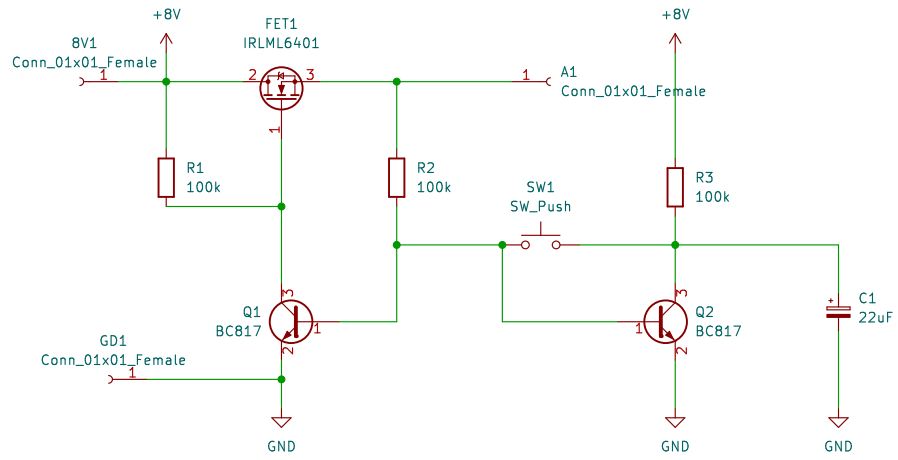 +8V
FET1
IRLML6401
+8V
8V1
Conn_01x01_Female
1
2
3
1
A1
Conn_01x01_Female
1
R1
100k
R2
100k
R3
100k
SW1
SW_Push
3
Q1
BC817
1
2
3
1
Q2
BC817
2
+
C1
22uF
GD1
Conn_01x01_Female
1
GND
GND
GND